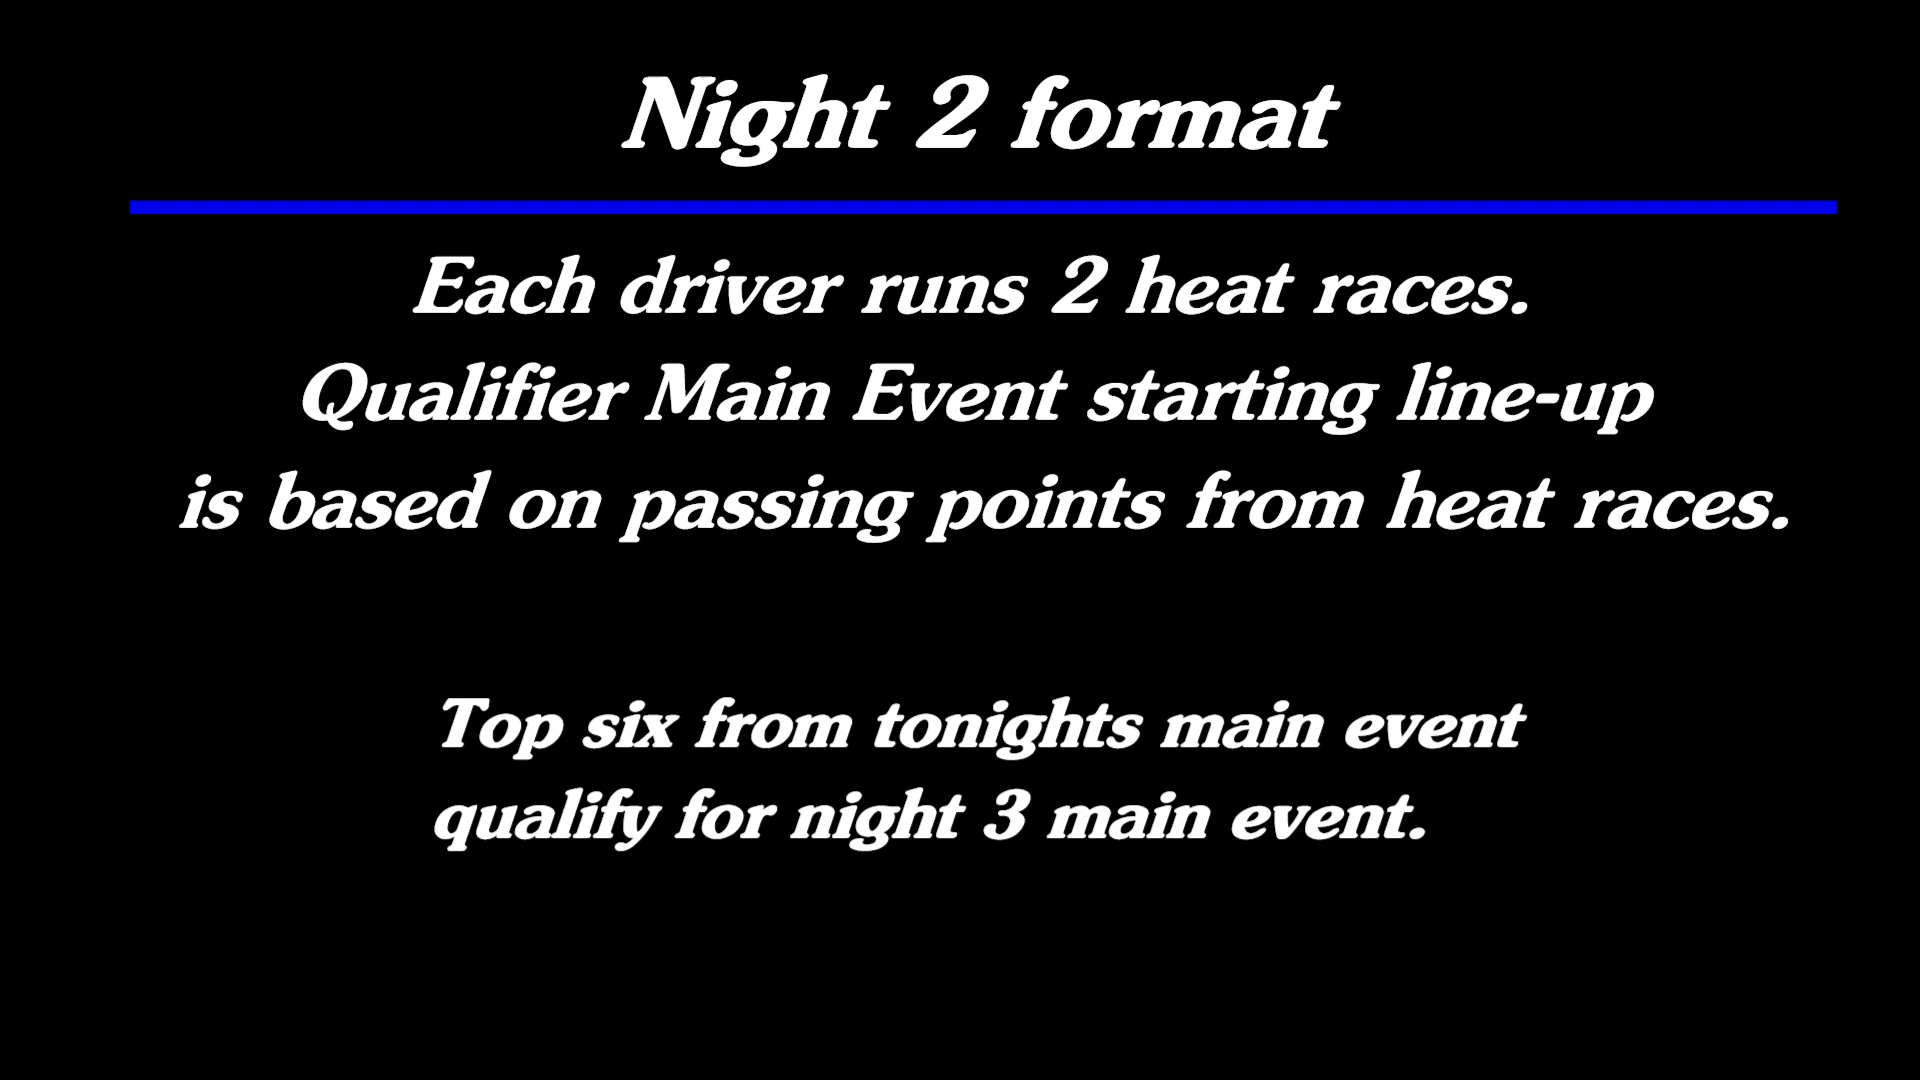 Night 2 format
Each driver runs 2 heat races.
Qualifier Main Event starting line-up
is based on passing points from heat races.
Top six from tonights main event
qualify for night 3 main event.